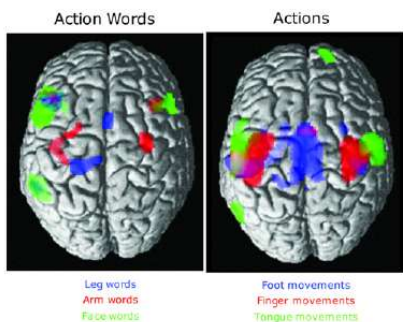 Action Words
Actions
Leg words
Arm words
Face words
Foot movements
Finger movements
Tongue movements